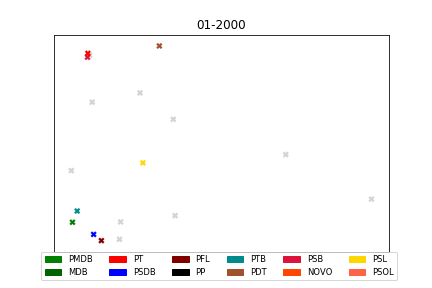 01-2000
PMDB PT PFL PTB PSB PSL
MDB PSDB PP PDT NOVO PSOL